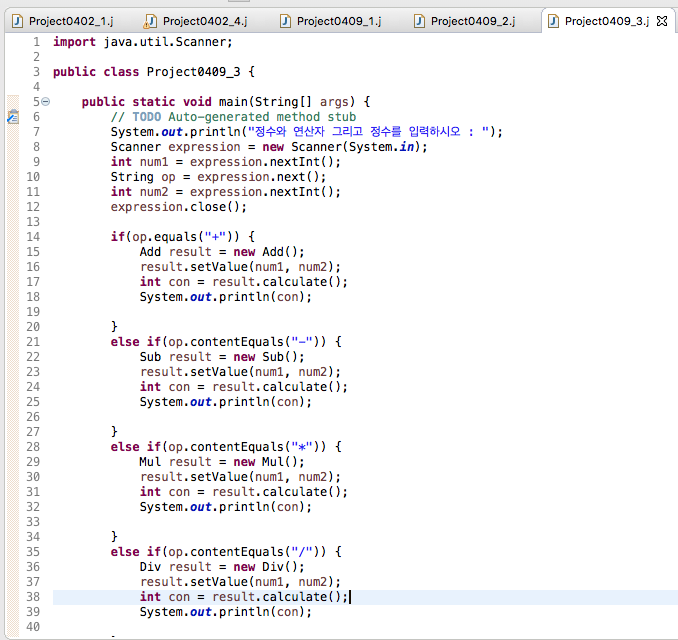 Project0402_1.j Project0402_4.j Project0409_1.j Project0409_2.j Project0409_3.j
1 import java.util.Scanner;
2
3 public class Project0409_3 {
4
5 public static void main(String[] args) {
6 // TODO Auto-generated method stub
7 System.out.println("정수와 연산자 그리고 정수를 입력하시오 : ");
8 Scanner expression = new Scanner(System.in);
9 int num1 = expression.nextInt();
10 String op = expression.next();
11 int num2 = expression.nextInt();
12 expression.close();
13
14 if(op.equals("+")) {
15 Add result = new Add();
16 result.setValue(num1, num2);
17 int con = result.calculate();
18 System.out.println(con);
19
20 }
21 else if(op.contentEquals("-")) {
22 Sub result = new Sub();
23 result.setValue(num1, num2);
24 int con = result.calculate();
25 System.out.println(con);
26
27 }
28 else if(op.contentEquals("*")) {
29 Mul result = new Mul();
30 result.setValue(num1, num2);
31 int con = result.calculate();
32 System.out.println(con);
33
34 }
35 else if(op.contentEquals("/")) {
36 Div result = new Div();
37 result.setValue(num1, num2);
38 int con = result.calculate();
39 System.out.println(con);
40